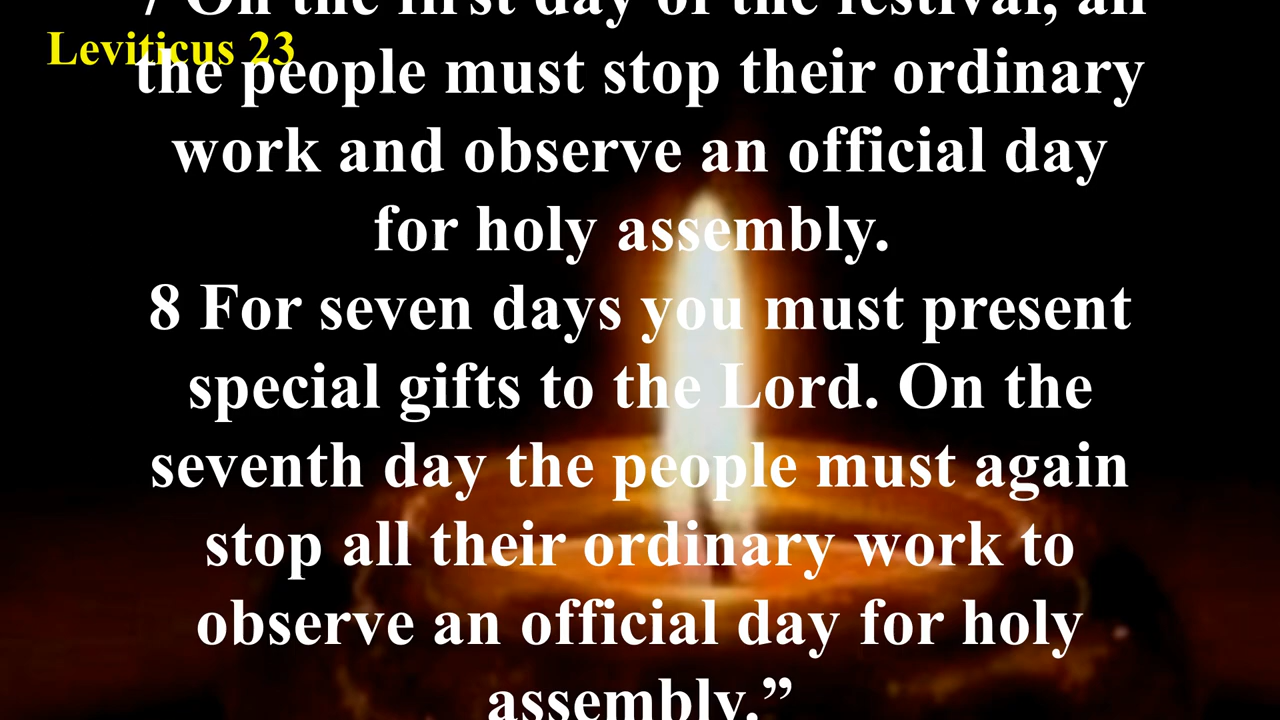 7 On the first day of the festival, all
Leviticus 23
the people must stop their ordinary
work and observe an official day
for holy assembly.
8 For seven days you must present
special gifts to the Lord. On the
seventh day the people must again
stop all their ordinary work to
observe an official day for holy
assembly.”